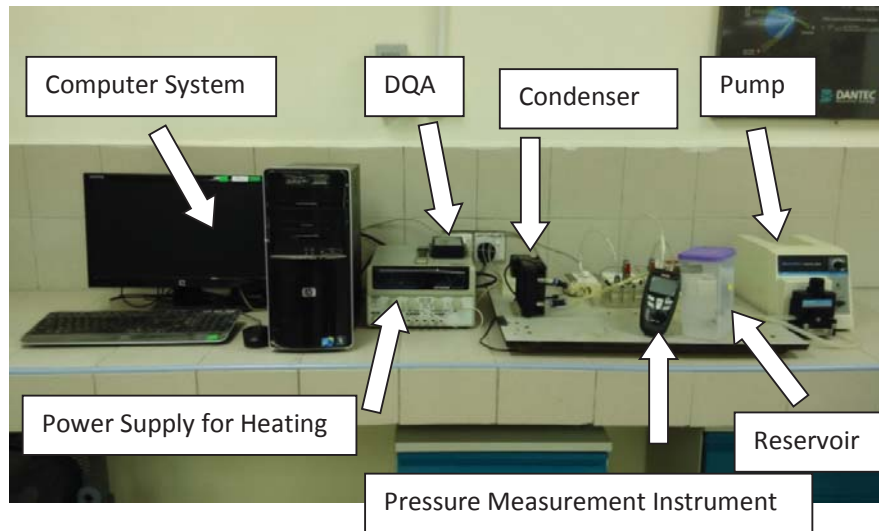 Computer System
DQA
Condenser
Pump
DANTEC
Power Supply for Heating
Reservoir
Pressure Measurement Instrument